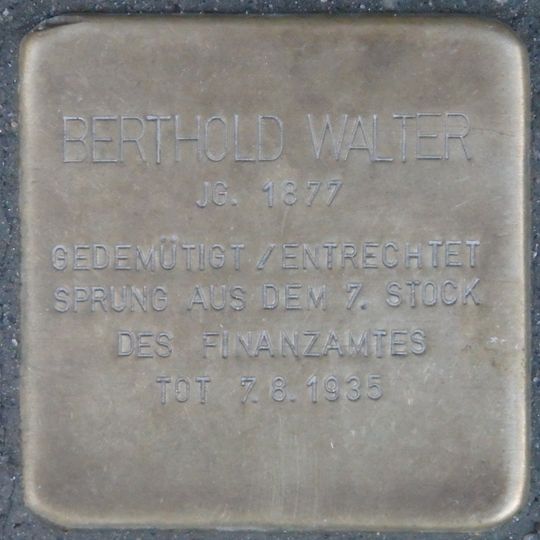 BERTHOLD WALTER
JG. 1877
GEDEMÜTIGT / ENTRECHTET
SPRUNG AUS DEM 7. STOCK
DES FINANZAMTES
TOT 7.8.1935